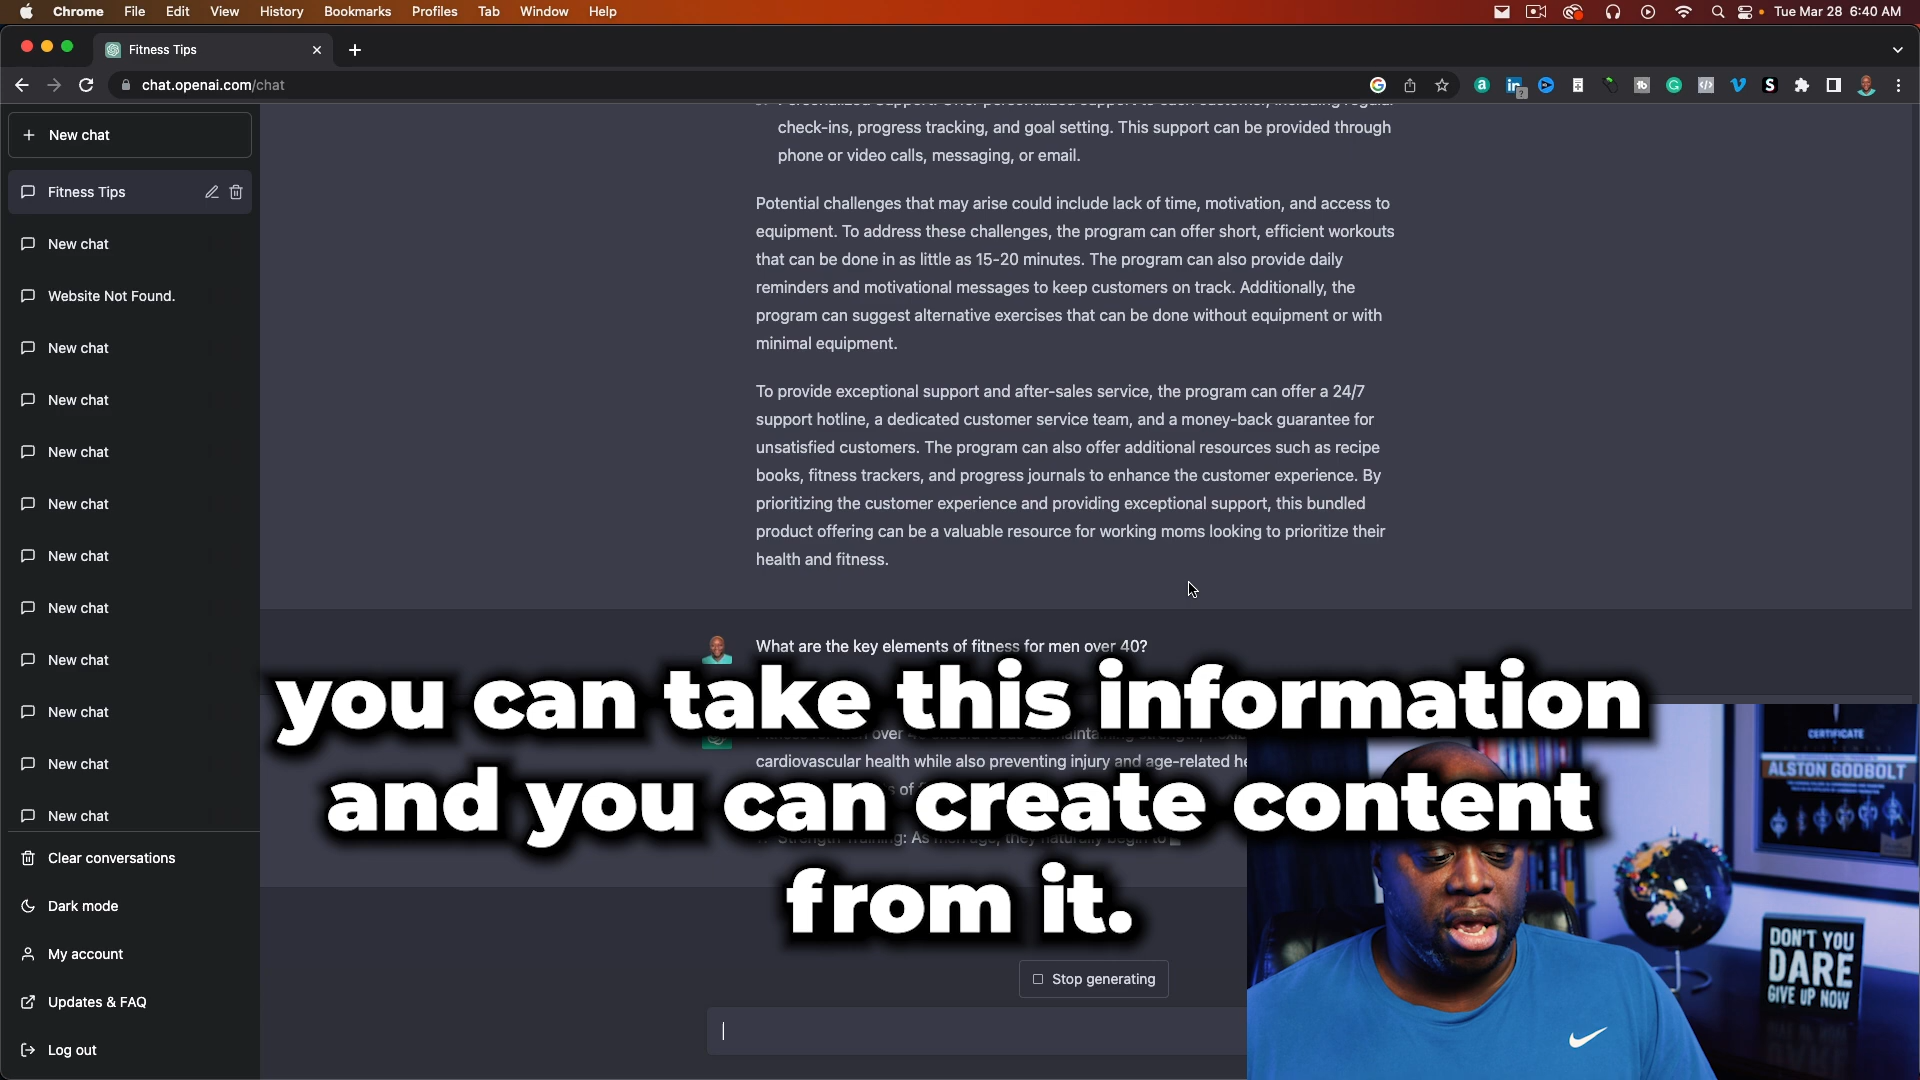 Chrome File Edit View History Bookmarks Profiles Tab Window Help Tue Mar 28 6:40 AM
Fitness Tips
chat.openai.com/chat
New chat
Fitness Tips
New chat
Website Not Found.
New chat
New chat
New chat
New chat
New chat
New chat
New chat
New chat
New chat
New chat
Clear conversations
Dark mode
My account
Updates & FAQ
Log out
check-ins, progress tracking, and goal setting. This support can be provided through
phone or video calls, messaging, or email.
Potential challenges that may arise could include lack of time, motivation, and access to
equipment. To address these challenges, the program can offer short, efficient workouts
that can be done in as little as 15-20 minutes. The program can also provide daily
reminders and motivational messages to keep customers on track. Additionally, the
program can suggest alternative exercises that can be done without equipment or with
minimal equipment.
To provide exceptional support and after-sales service, the program can offer a 24/7
support hotline, a dedicated customer service team, and a money-back guarantee for
unsatisfied customers. The program can also offer additional resources such as recipe
books, fitness trackers, and progress journals to enhance the customer experience. By
prioritizing the customer experience and providing exceptional support, this bundled
product offering can be a valuable resource for working moms looking to prioritize their
health and fitness.
What are the key elements of fitness for men over 40?
you can take this information
cardiovascular health while also preventing injury and age-related he
and you can create content
Strength Training: As men age, they naturally begin to
from it.
Stop generating
CERTIFICATE
ALSTON GODBOLT
DON'T YOU
DARE
GIVE UP NOW